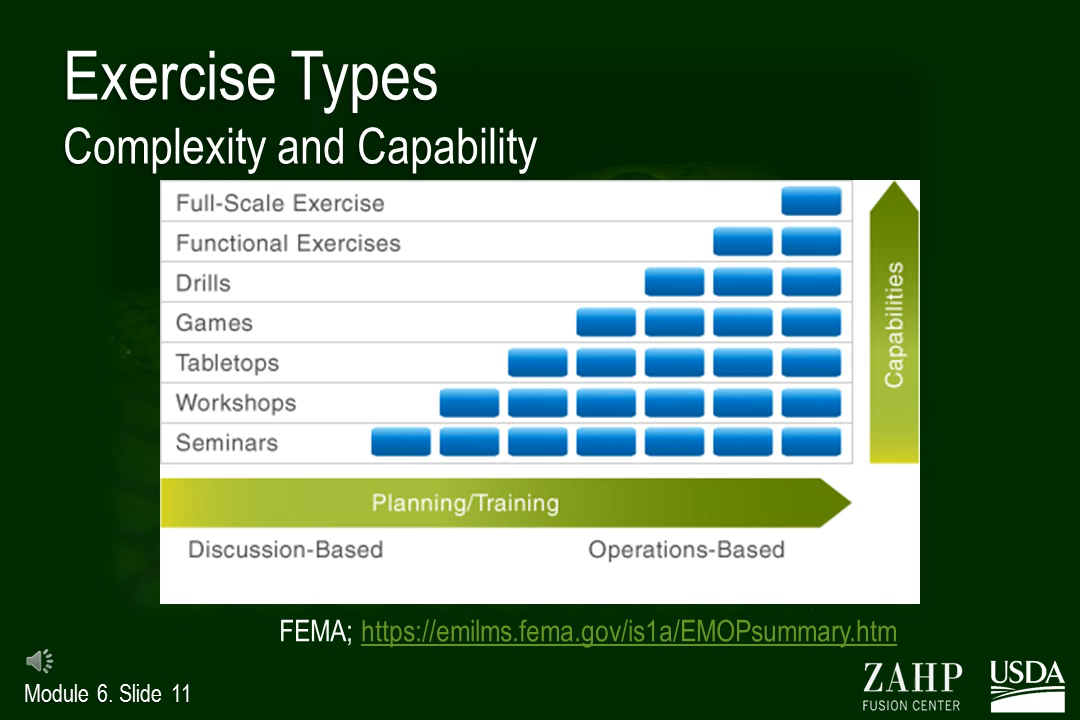 Exercise Types
Complexity and Capability
Full-Scale Exercise
Functional Exercises
Drills
Games
Tabletops
Workshops
Seminars
Capabilities
Planning/Training
Discussion-Based
Operations-Based
FEMA; https://emilms.fema.gov/is1a/EMOPsummary.htm
Module 6. Slide 11
ZAHP
FUSION CENTER
USDA